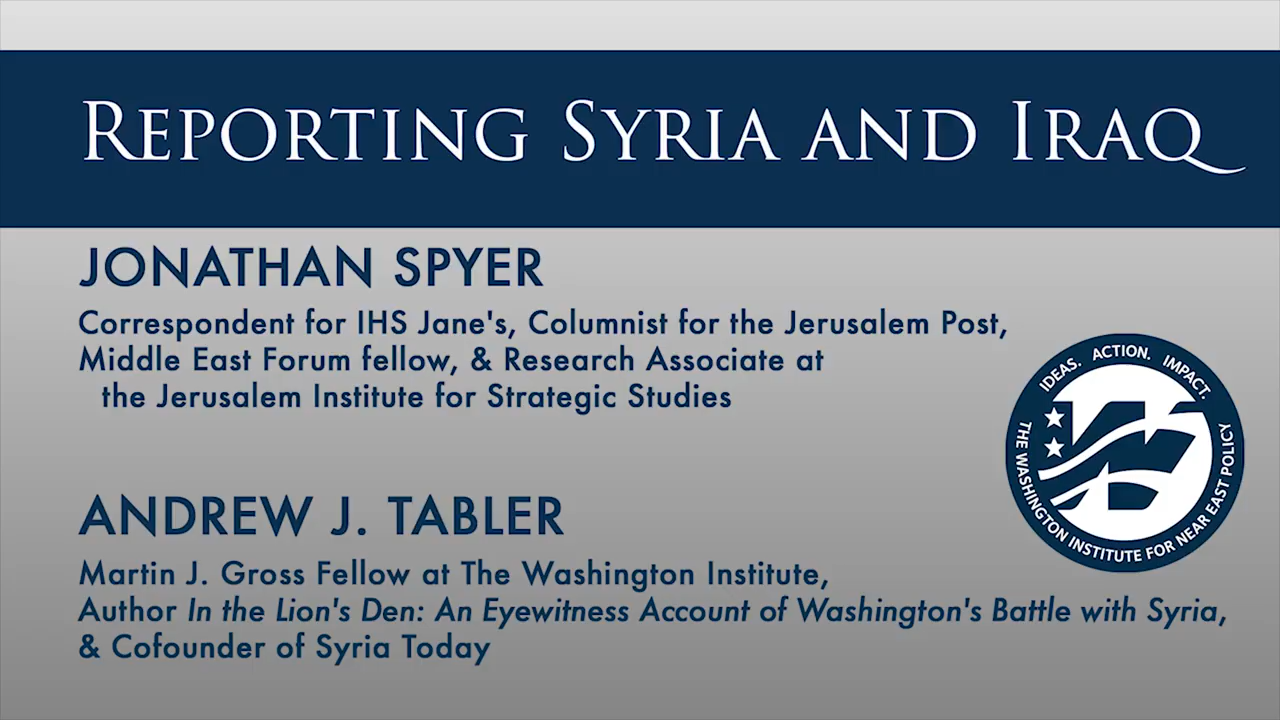 REPORTING SYRIA AND IRAQ
JONATHAN SPYER
Correspondent for IHS Jane's, Columnist for the Jerusalem Post,
Middle East Forum fellow, & Research Associate at
the Jerusalem Institute for Strategic Studies
IDEAS. ACTION. IMPACT.
THE WASHINGTON INSTITUTE FOR NEAR EAST POLICY
ANDREW J. TABLER
Martin J. Gross Fellow at The Washington Institute,
Author In the Lion's Den: An Eyewitness Account of Washington's Battle with Syria,
& Cofounder of Syria Today